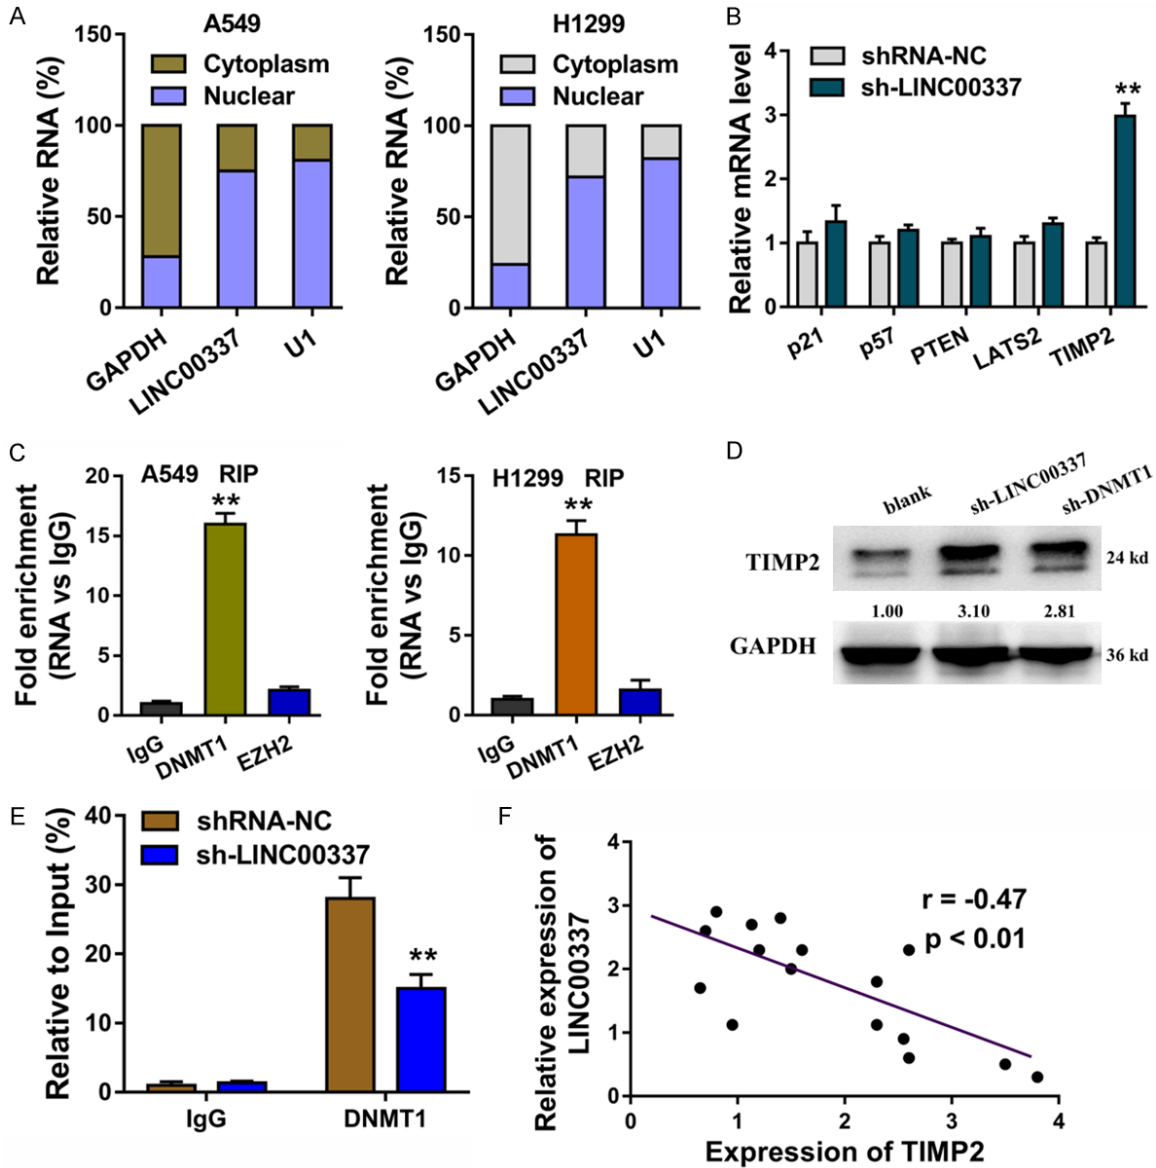 A
A549
Cytoplasm
Nuclear
Relative RNA (%)
150
100
50
0
GAPDH
LINC00337
U1
H1299
Cytoplasm
Nuclear
Relative RNA (%)
150
100
50
0
GAPDH
LINC00337
U1
B
shRNA-NC
sh-LINC00337
Relative mRNA level
4
3
2
1
0
**
p21
p57
PTEN
LATS2
TIMP2
C
A549 RIP
**
Fold enrichment
(RNA vs IgG)
20
15
10
5
0
IgG
DNMT1
EZH2
H1299 RIP
**
Fold enrichment
(RNA vs IgG)
15
10
5
0
IgG
DNMT1
EZH2
D
blank
sh-LINC00337
sh-DNMT1
TIMP2
24 kd
1.00 3.10 2.81
GAPDH
36 kd
E
shRNA-NC
sh-LINC00337
Relative to Input (%)
40
30
20
10
0
**
IgG
DNMT1
F
Relative expression of
LINC00337
4
3
2
1
0
r = -0.47
p < 0.01
0 1 2 3 4
Expression of TIMP2